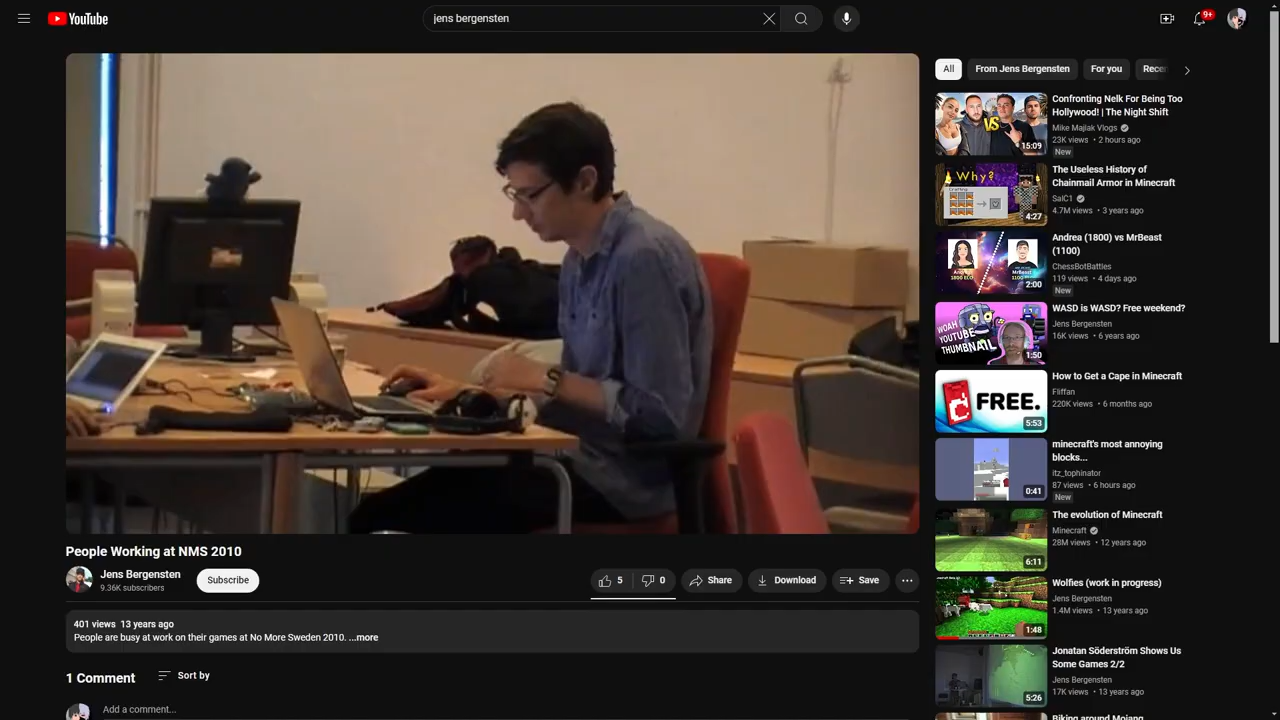 YouTube
jens bergensten
9+
All
From Jens Bergensten
For you
Confronting Nelk For Being Too
Hollywood! | The Night Shift
Mike Majlak Vlogs
23K views • 2 hours ago
New
VS
15:09
The Useless History of
Chainmail Armor in Minecraft
SalC1
4.7M views • 3 years ago
Why?
Crafting
4:27
Andrea (1800) vs MrBeast
(1100)
ChessBotBattles
119 views • 4 days ago
New
2:00
WASD is WASD? Free weekend?
Jens Bergensten
16K views • 6 years ago
WOAH
YOUTUBE
THUMBNAIL
1:50
How to Get a Cape in Minecraft
Fliffan
220K views • 6 months ago
FREE.
5:53
minecraft's most annoying
blocks...
itz_tophinator
87 views • 6 hours ago
New
0:41
The evolution of Minecraft
Minecraft
28M views • 12 years ago
6:11
Wolfies (work in progress)
Jens Bergensten
1.4M views • 13 years ago
1:48
Jonatan Söderström Shows Us
Some Games 2/2
Jens Bergensten
17K views • 13 years ago
5:26
Biking around Mojang
People Working at NMS 2010
Jens Bergensten
9.36K subscribers
Subscribe
5
0
Share
Download
Save
401 views 13 years ago
People are busy at work on their games at No More Sweden 2010. ...more
1 Comment
Sort by
Add a comment...